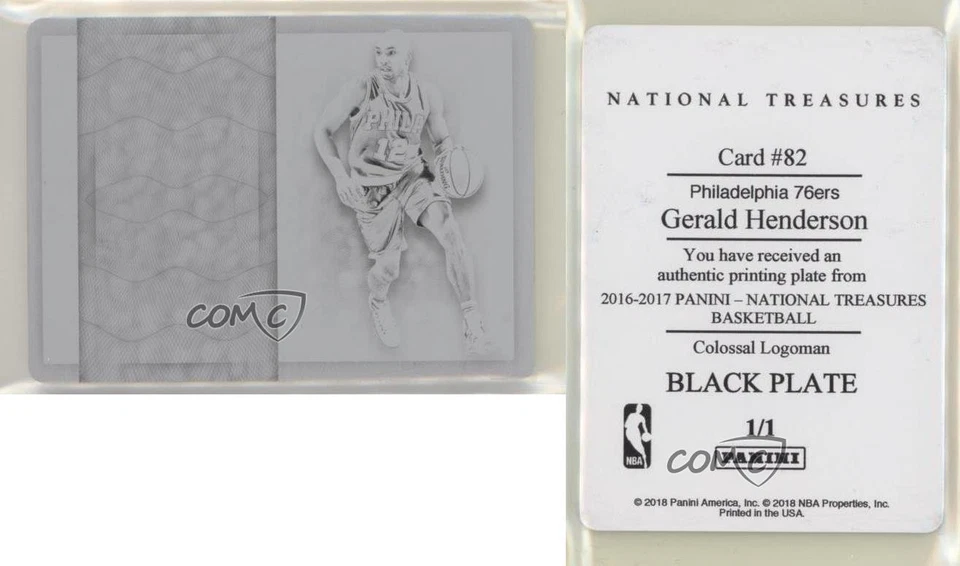 PHILA
12
COMC
NATIONAL TREASURES
Card #82
Philadelphia 76ers
Gerald Henderson
You have received an
authentic printing plate from
2016-2017 PANINI – NATIONAL TREASURES
BASKETBALL
Colossal Logoman
BLACK PLATE
1/1
NBA
COMC
PANINI
© 2018 Panini America, Inc. © 2018 NBA Properties, Inc.
Printed in the USA.